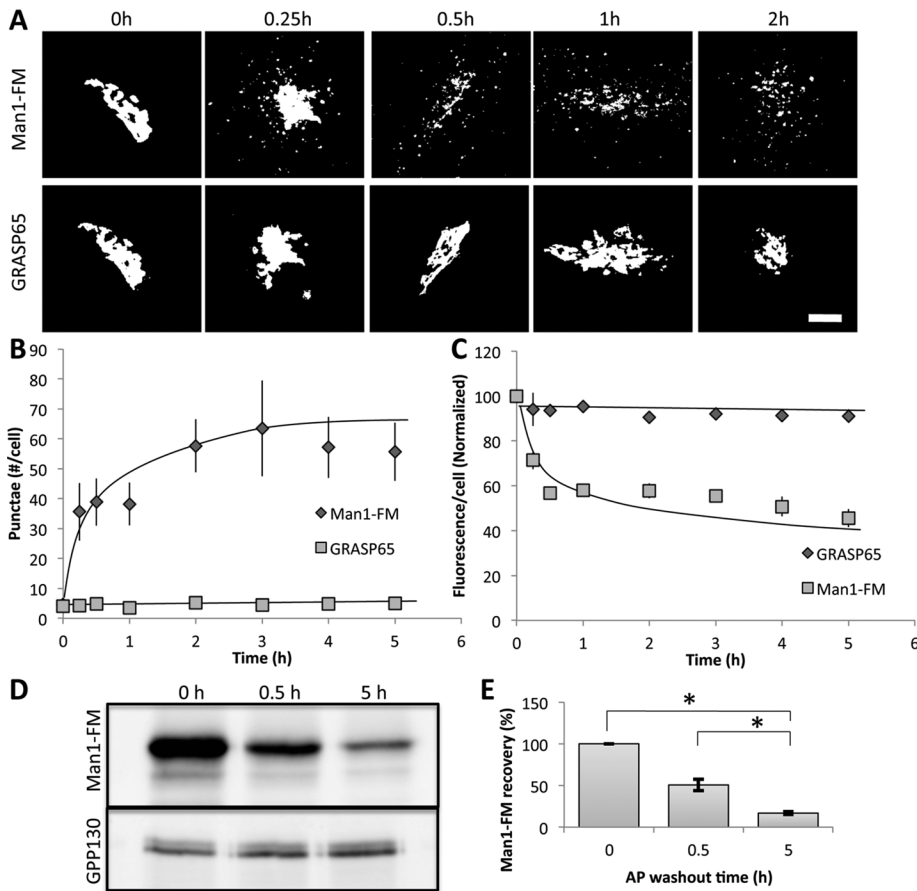 A
0h 0.25h 0.5h 1h 2h
Man1-FM
GRASP65
B
90
80
70
60
50
40
30
20
10
0
Punctae (#/cell)
Man1-FM
GRASP65
0 1 2 3 4 5 6
Time (h)
C
120
100
80
60
40
20
0
Fluorescence/cell (Normalized)
GRASP65
Man1-FM
0 1 2 3 4 5 6
Time (h)
D
0 h 0.5 h 5 h
Man1-FM
GPP130
E
Man1-FM recovery (%)
150
100
50
0
*
*
0 0.5 5
AP washout time (h)